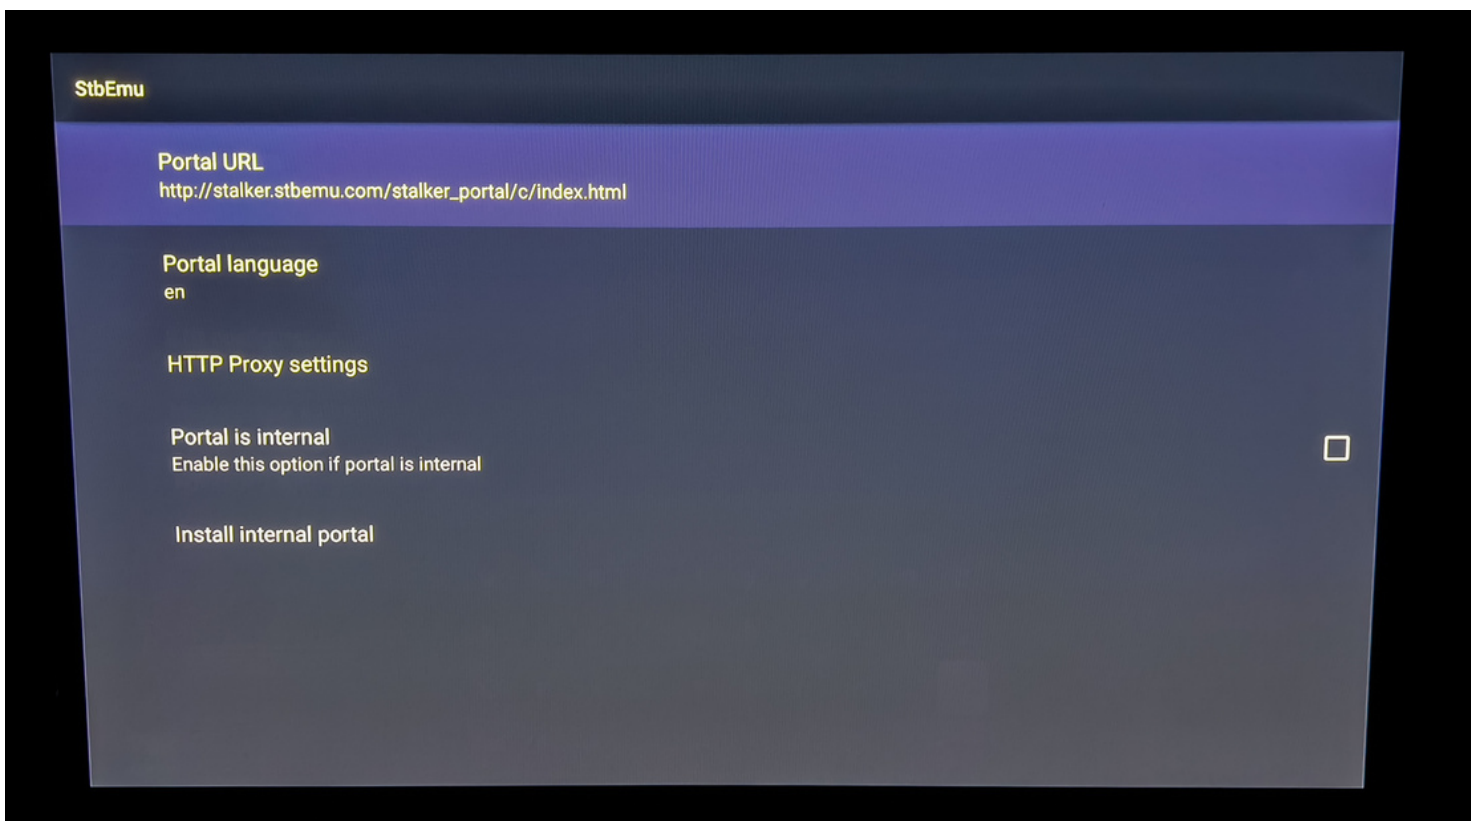 StbEmu
Portal URL
http://stalker.stbemu.com/stalker_portal/c/index.html
Portal language
en
HTTP Proxy settings
Portal is internal
Enable this option if portal is internal
Install internal portal